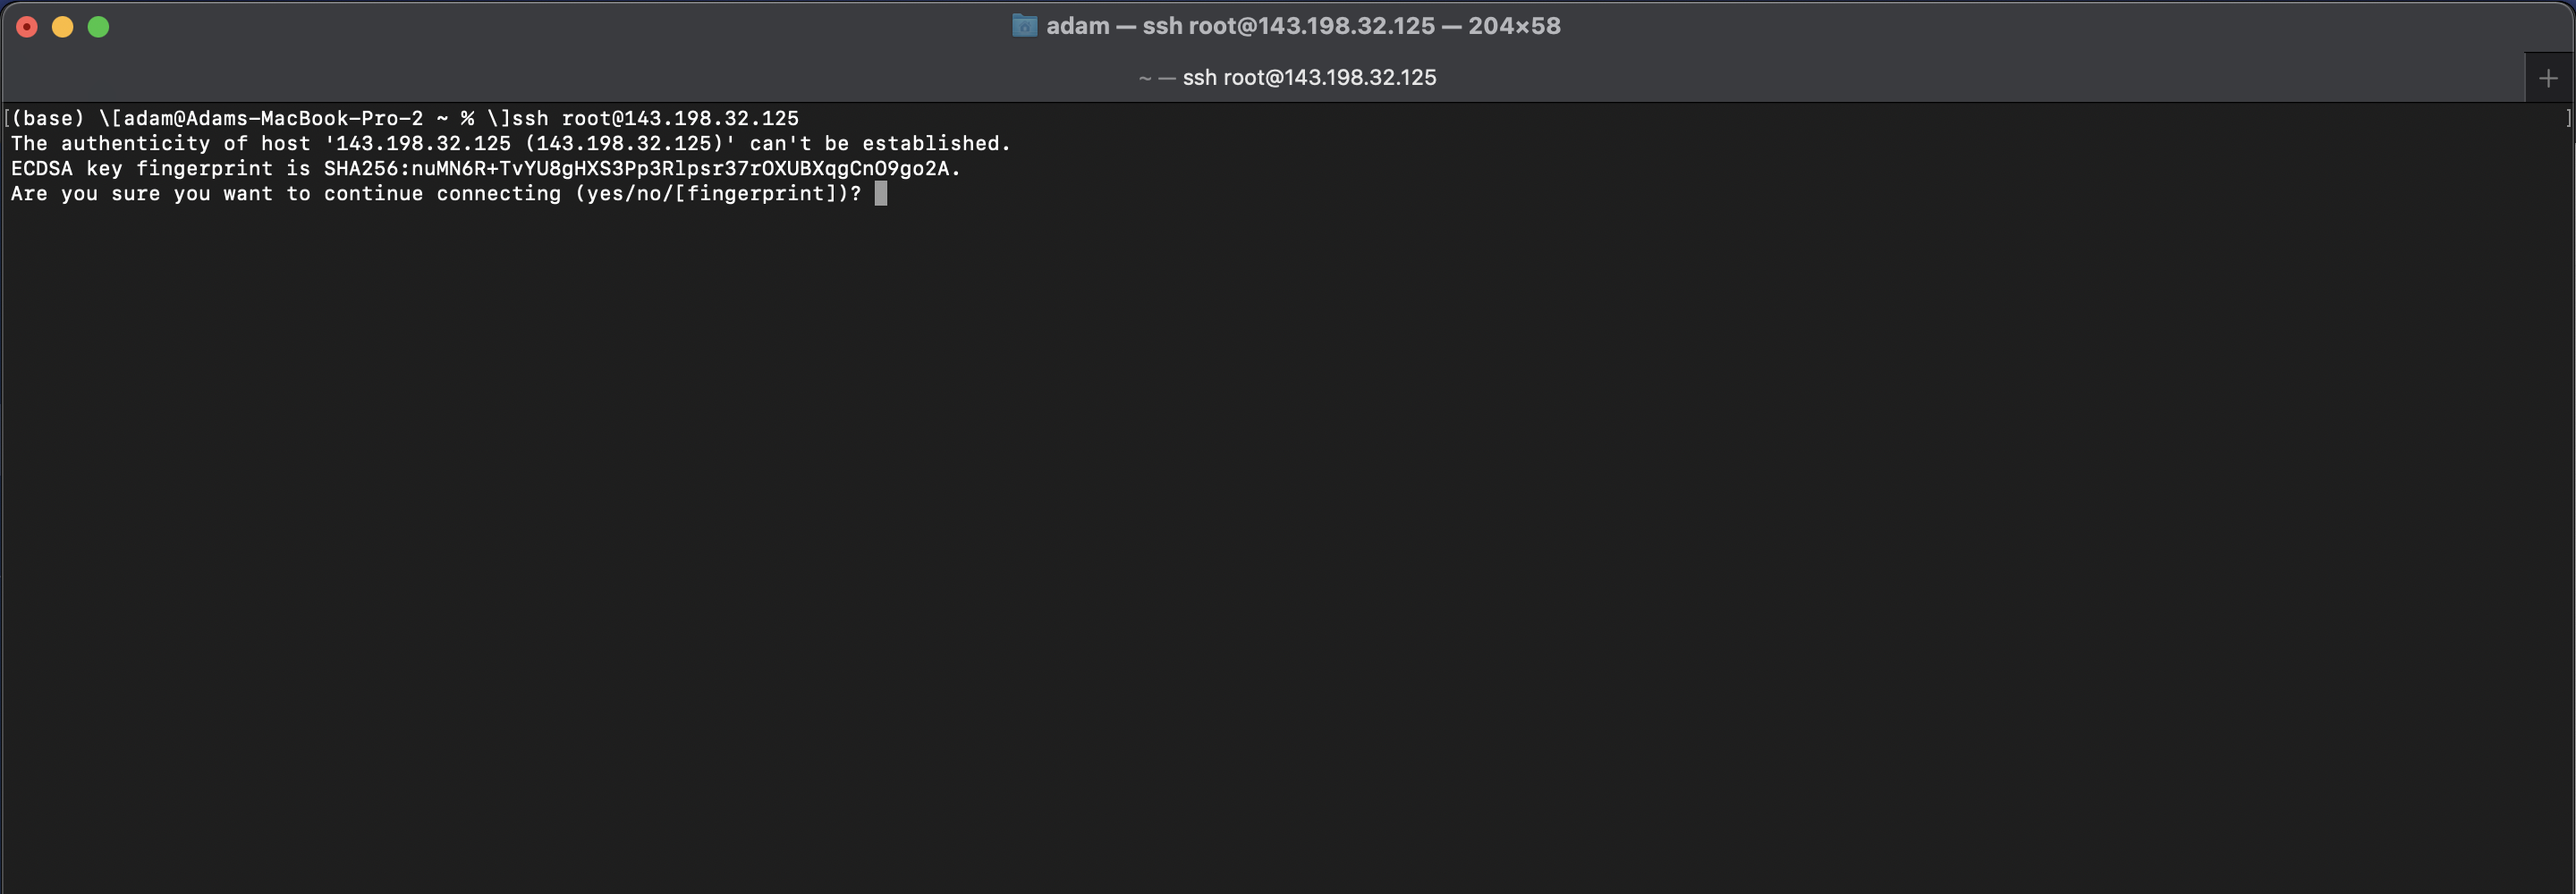 adam — ssh root@143.198.32.125 — 204×58
~ — ssh root@143.198.32.125
[(base) \[adam@Adams-MacBook-Pro-2 ~ % \]ssh root@143.198.32.125 ]
The authenticity of host '143.198.32.125 (143.198.32.125)' can't be established.
ECDSA key fingerprint is SHA256:nuMN6R+TvYU8gHXS3Pp3Rlpsr37rOXUBXqgCnO9go2A.
Are you sure you want to continue connecting (yes/no/[fingerprint])?